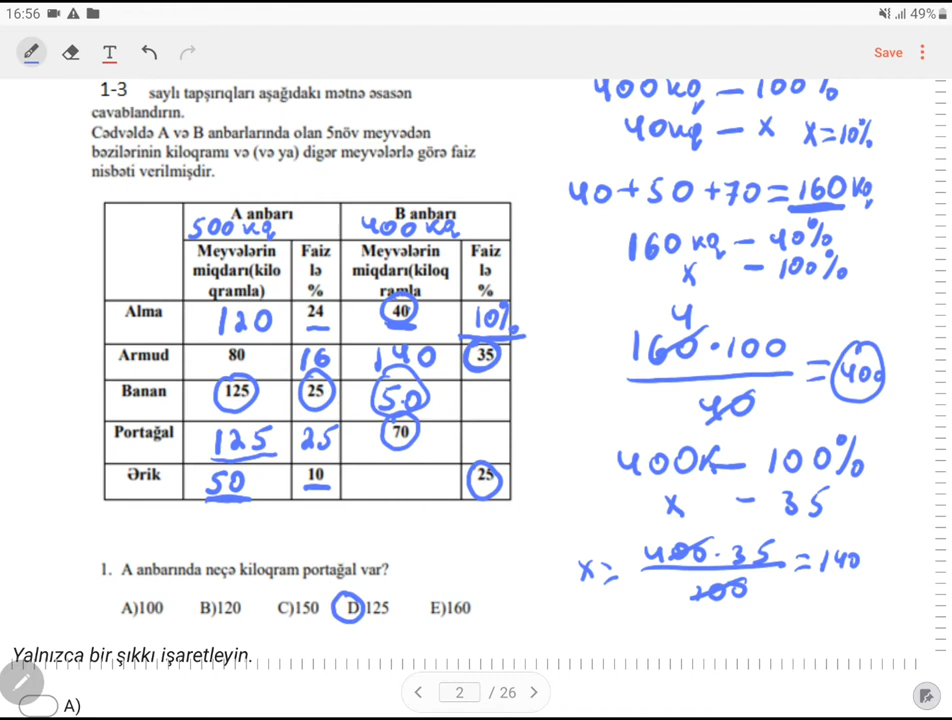 16:56
49%
T
Save
1-3 saylı tapşırıqları aşağıdakı mətnə əsasən
cavablandırın.
Cədvəldə A və B anbarlarında olan 5növ meyvədən
bəzilərinin kiloqramı və (və ya) digər meyvələrlə görə faiz
nisbəti verilmişdir.
A anbarı
500 kq
B anbarı
400 kq
Meyvələrin miqdarı(kilo qramla)
Faiz lə %
Meyvələrin miqdarı(kiloq ramla
Faiz lə %
Alma 120 24 40 10%
Armud 80 16 140 35
Banan 125 25 50
Portağal 125 25 70
Ərik 50 10 25
1. A anbarında neçə kiloqram portağal var?
A)100 B)120 C)150 D)125 E)160
Yalnızca bir şıkkı işaretleyin.
A)
400 kq — 100%
40 kq — x x=10%
40+50+70=160 kq
160 kq — 40%
x — 100%
4
160·100
40
=400
400k — 100%
x — 35
x= 400·35
100
=140
2 / 26